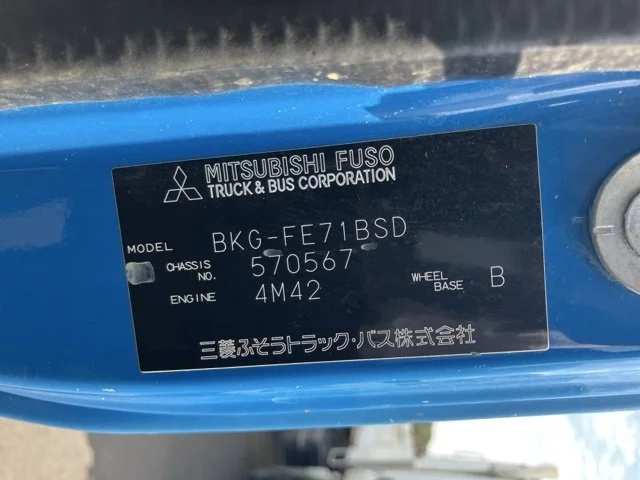 MITSUBISHI FUSO
TRUCK & BUS CORPORATION
MODEL BKG-FE71BSD
CHASSIS NO. 570567
ENGINE 4M42 WHEEL BASE B
三菱ふそうトラック・バス株式会社